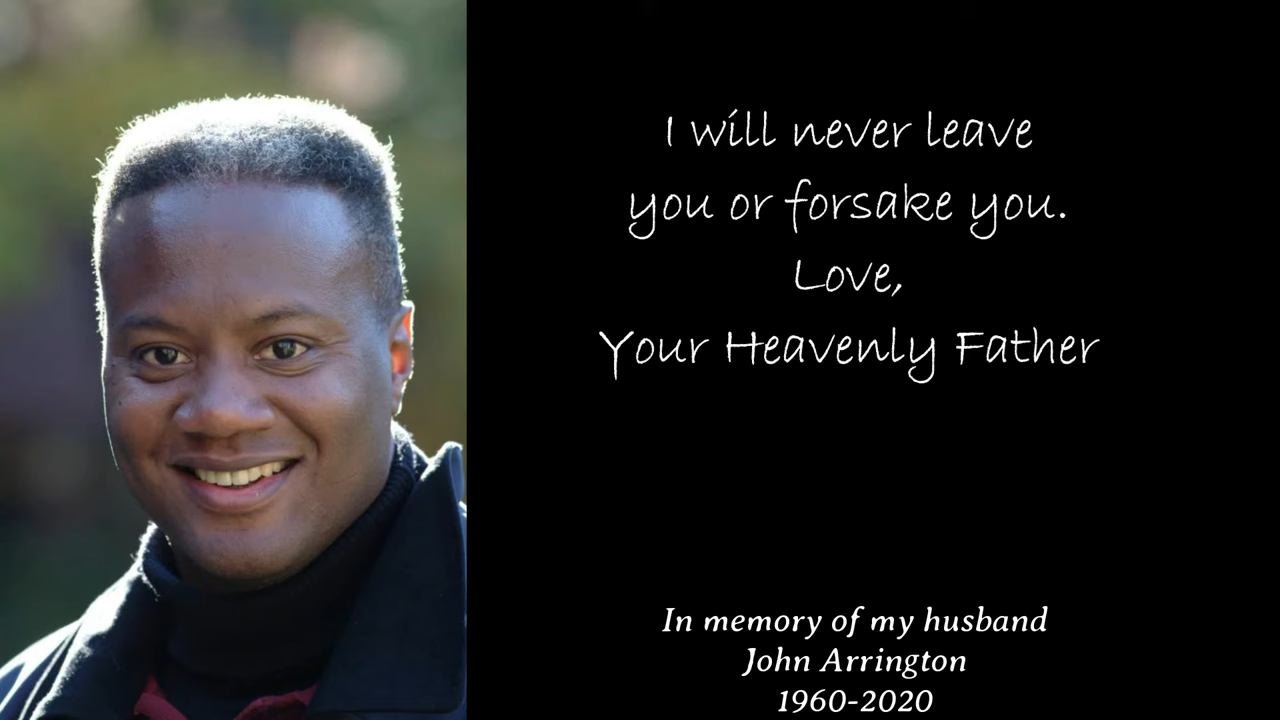 I will never leave
you or forsake you.
Love,
Your Heavenly Father
In memory of my husband
John Arrington
1960-2020